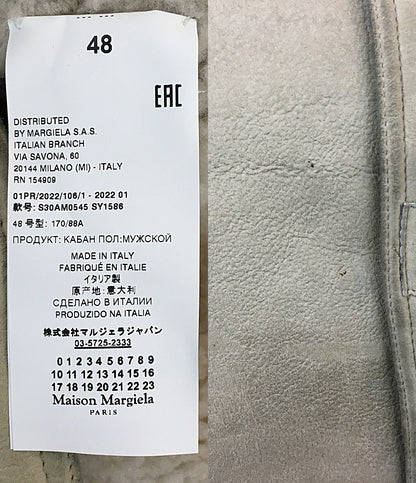 48
EAC
DISTRIBUTED
BY MARGIELA S.A.S.
ITALIAN BRANCH
VIA SAVONA, 60
20144 MILANO (MI) - ITALY
RN 154909
01PR/2022/106/1 - 2022 01
款号: S30AM0545 SY1586
48 号型: 170/88A
ПРОДУКТ: КАБАН ПОЛ:МУЖСКОЙ
MADE IN ITALY
FABRIQUÉ EN ITALIE
イタリア製
原产地: 意大利
СДЕЛАНО В ИТАЛИИ
PRODUZIDO NA ITALIA
株式会社マルジェラジャパン
03-5725-2333
0 1 2 3 4 5 6 7 8 9
10 11 12 13 14 15 16
17 18 19 20 21 22 23
Maison Margiela
PARIS